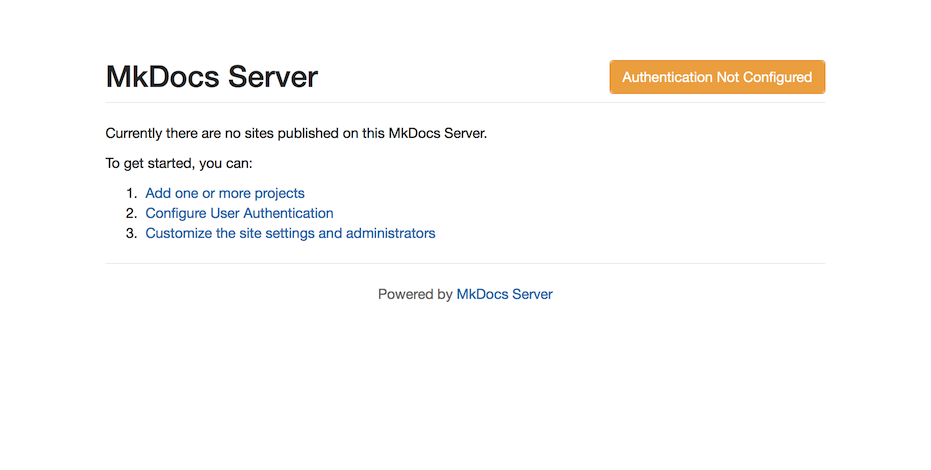 MkDocs Server
Authentication Not Configured
Currently there are no sites published on this MkDocs Server.
To get started, you can:
1. Add one or more projects
2. Configure User Authentication
3. Customize the site settings and administrators
Powered by MkDocs Server